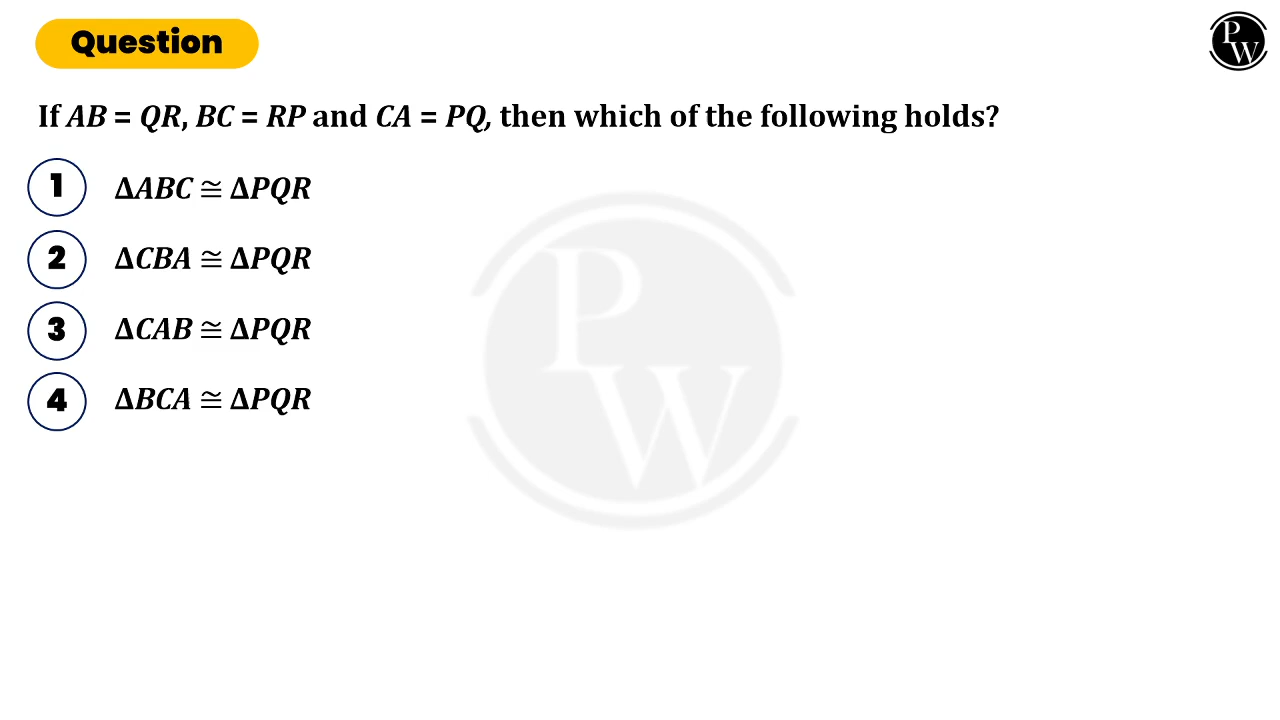 Question
P
W
If AB = QR, BC = RP and CA = PQ, then which of the following holds?
1 ΔABC ≅ ΔPQR
2 ΔCBA ≅ ΔPQR
3 ΔCAB ≅ ΔPQR
4 ΔBCA ≅ ΔPQR
P
W